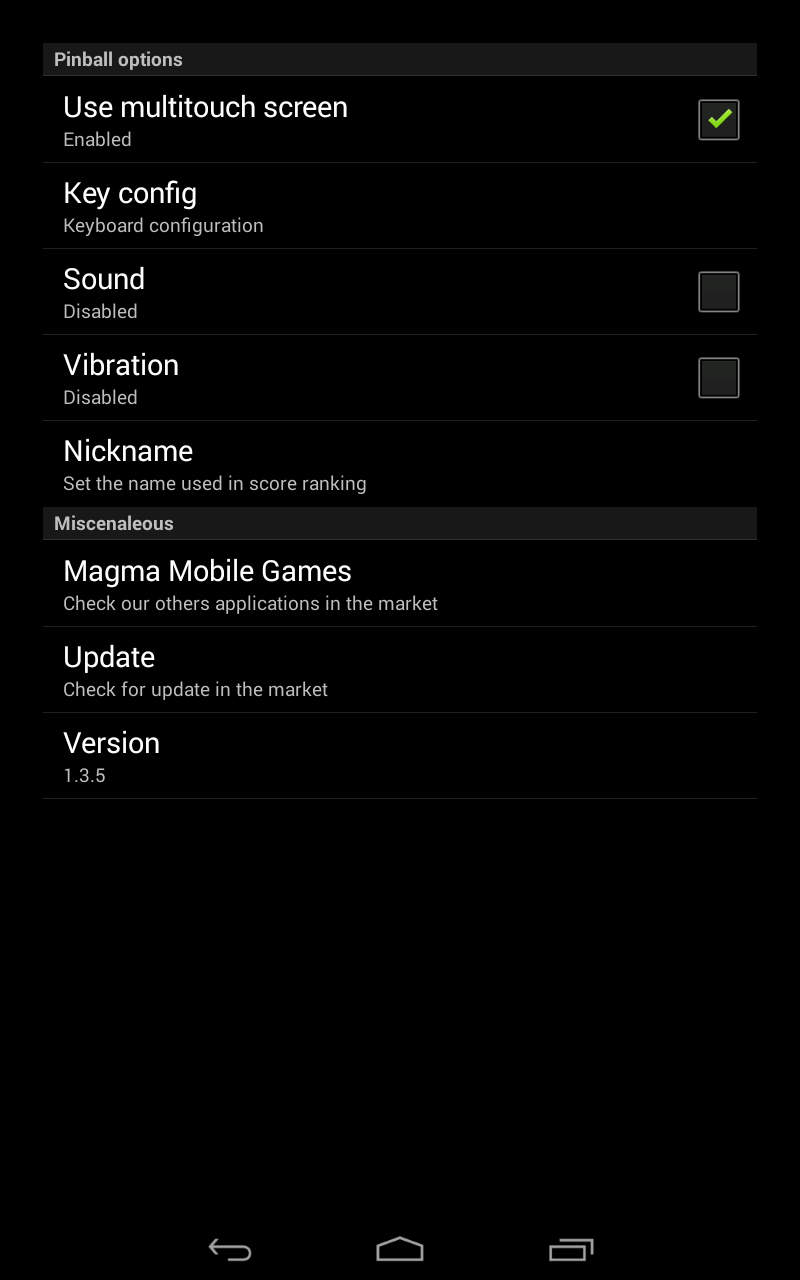 Pinball options
Use multitouch screen
Enabled
Key config
Keyboard configuration
Sound
Disabled
Vibration
Disabled
Nickname
Set the name used in score ranking
Miscenaleous
Magma Mobile Games
Check our others applications in the market
Update
Check for update in the market
Version
1.3.5